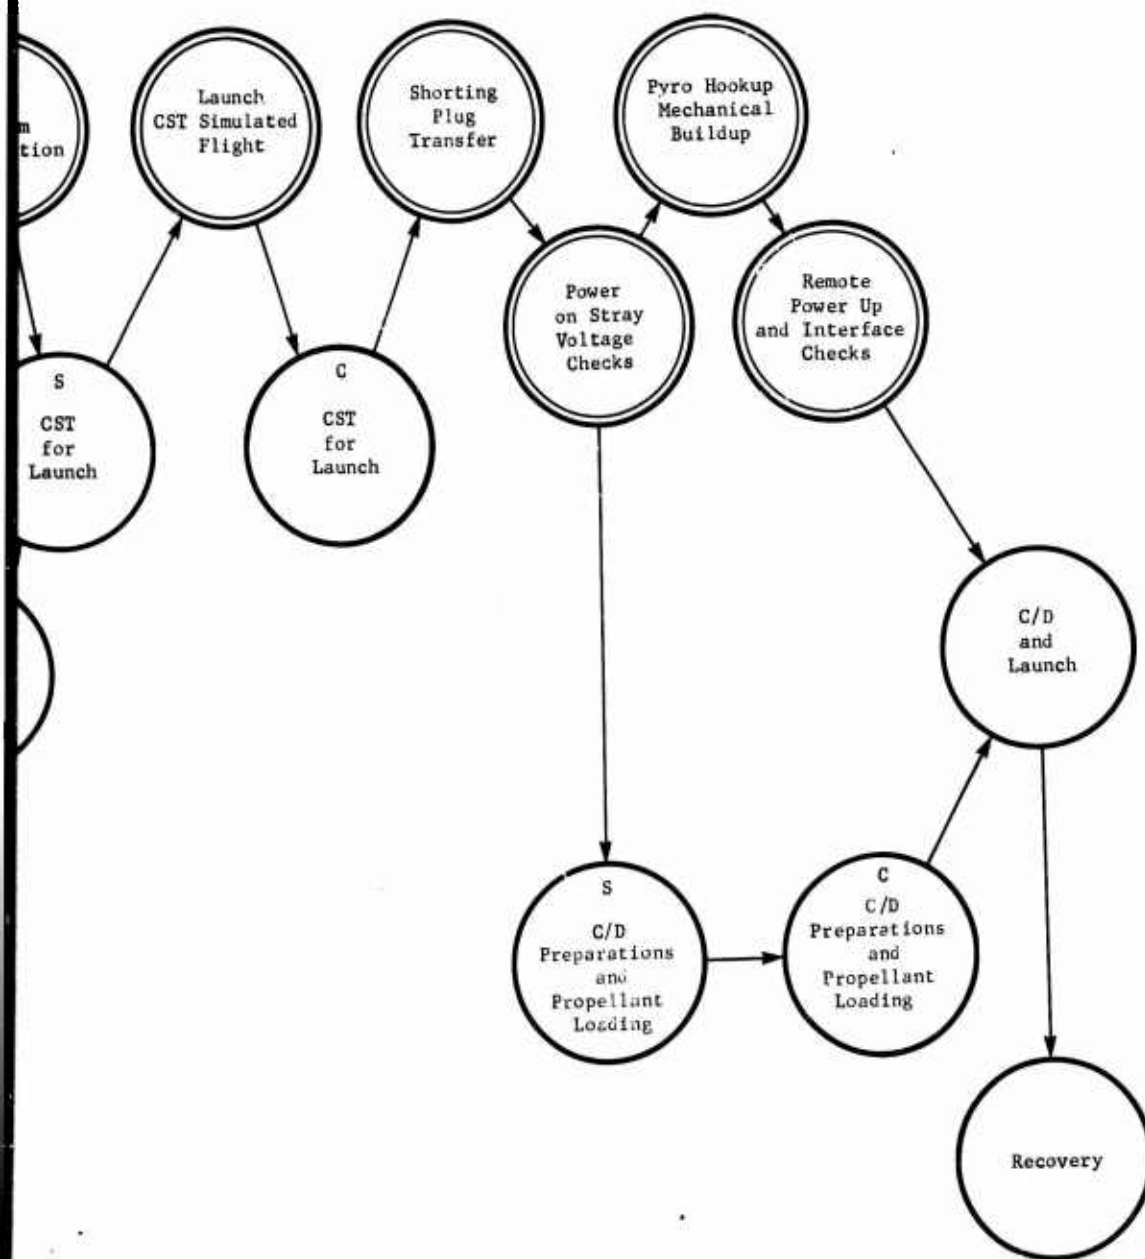 m
tion
Launch
CST Simulated
Flight
Shorting
Plug
Transfer
Pyro Hookup
Mechanical
Buildup
Power
on Stray
Voltage
Checks
Remote
Power Up
and Interface
Checks
S
CST
for
Launch
C
CST
for
Launch
C/D
and
Launch
S
C/D
Preparations
and
Propellant
Loading
C
C/D
Preparations
and
Propellant
Loading
Recovery